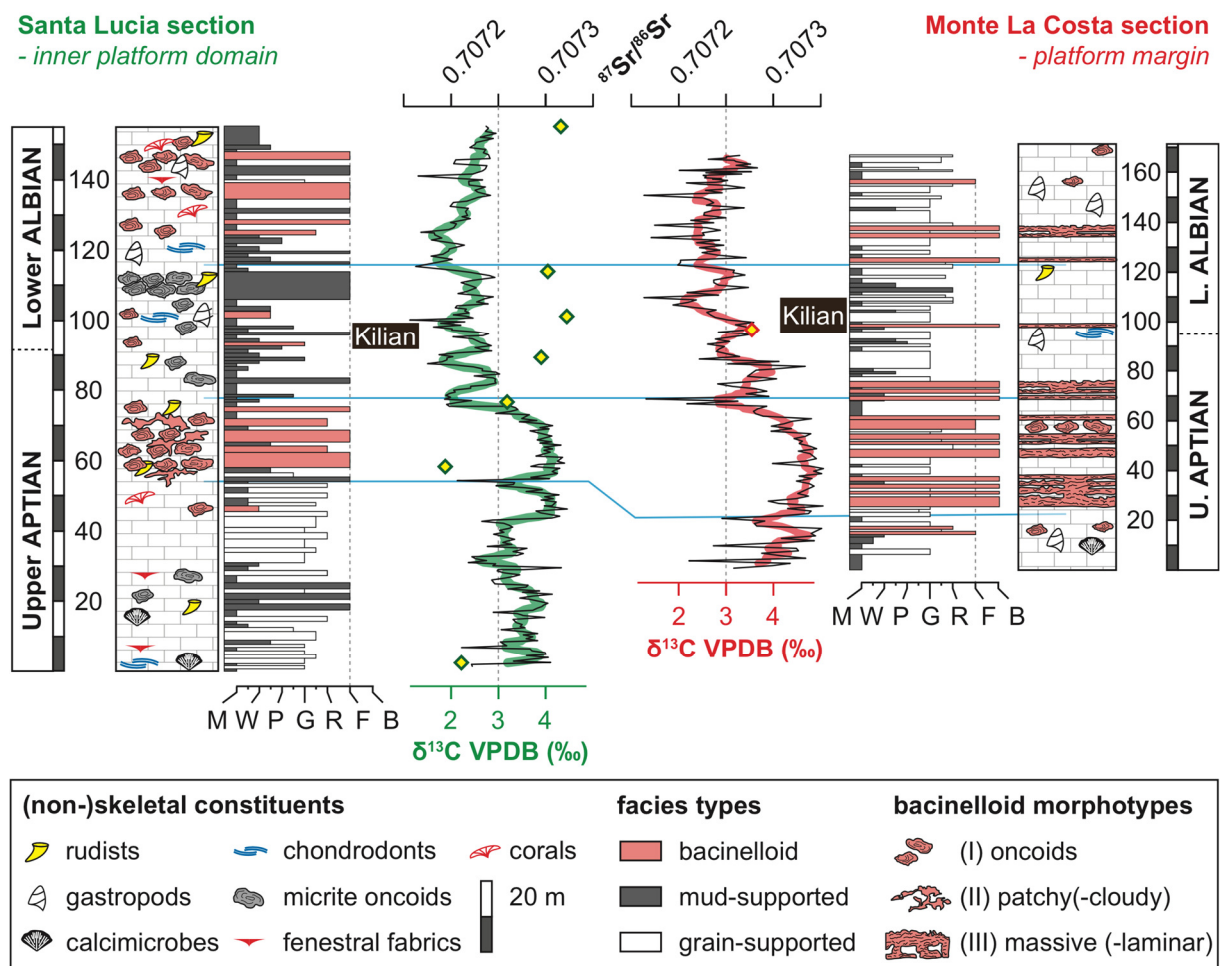 Santa Lucia section
- inner platform domain
0.7072
0.7073
⁸⁷Sr/⁸⁶Sr
0.7072
0.7073
Monte La Costa section
- platform margin
Lower ALBIAN
Upper APTIAN
140
120
100
80
60
40
20
Kilian
Kilian
160
140
120
100
80
60
40
20
L. ALBIAN
U. APTIAN
M W P G R F B
2 3 4
δ¹³C VPDB (‰)
2 3 4
δ¹³C VPDB (‰)
M W P G R F B
(non-)skeletal constituents
rudists
chondrodonts
corals
gastropods
micrite oncoids
20 m
calcimicrobes
fenestral fabrics
facies types
bacinelloid
mud-supported
grain-supported
bacinelloid morphotypes
(I) oncoids
(II) patchy(-cloudy)
(III) massive (-laminar)